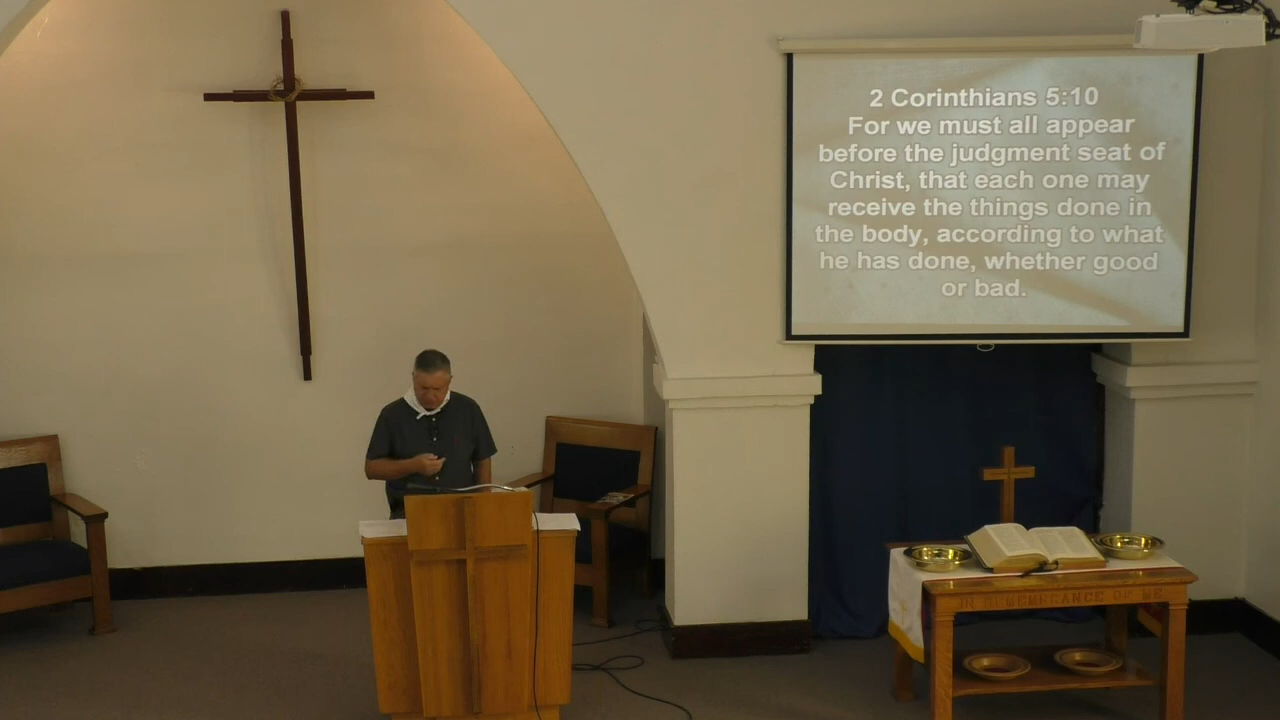 2 Corinthians 5:10
For we must all appear
before the judgment seat of
Christ, that each one may
receive the things done in
the body, according to what
he has done, whether good
or bad.
IN REMEMBRANCE OF ME